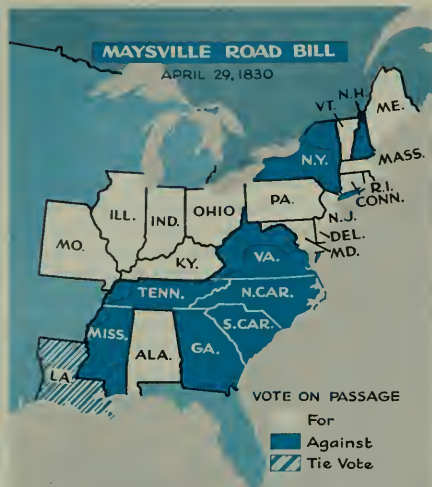 MAYSVILLE ROAD BILL
APRIL 29, 1830
N.H.
VT.
ME.
N.Y.
MASS.
R.I.
CONN.
PA.
N.J.
DEL.
MD.
OHIO
IND.
ILL.
MO.
KY.
VA.
TENN.
N.CAR.
S.CAR.
MISS.
ALA.
GA.
LA.
VOTE ON PASSAGE
For
Against
Tie Vote